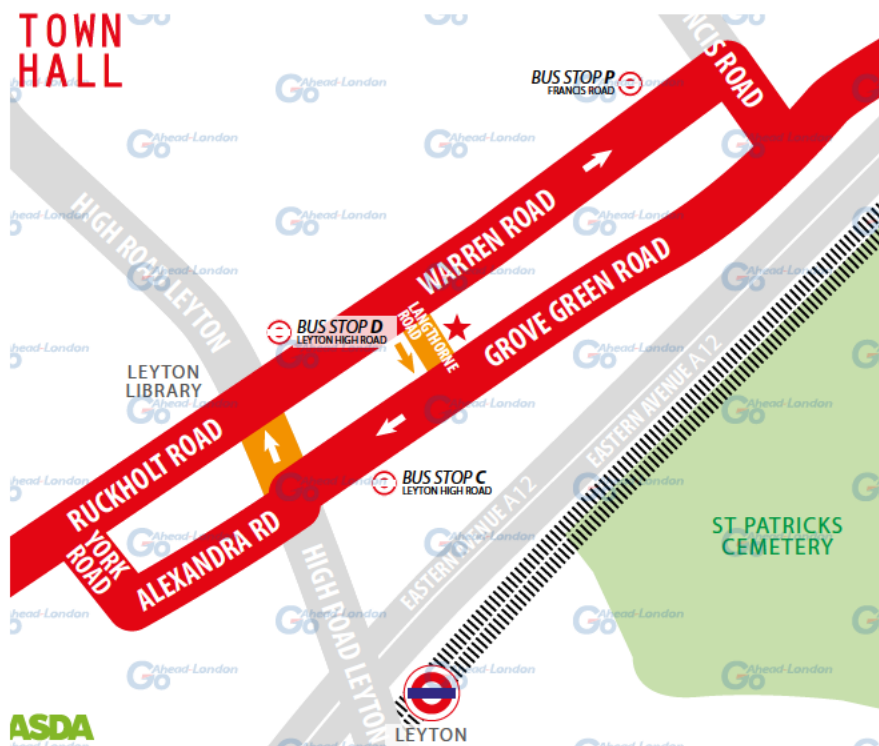 TOWN
HALL
NCIS ROAD
BUS STOP P
FRANCIS ROAD
HIGH ROAD LEYTON
WARREN ROAD
BUS STOP D
LEYTON HIGH ROAD
LANGTHORNE
ROAD
GROVE GREEN ROAD
LEYTON
LIBRARY
EASTERN AVENUE A12
RUCKHOLT ROAD
BUS STOP C
LEYTON HIGH ROAD
EASTERN AVENUE A12
ST PATRICKS
CEMETERY
YORK
ROAD
ALEXANDRA RD
HIGH ROAD LEYTON
ASDA
LEYTON
Go Ahead-London